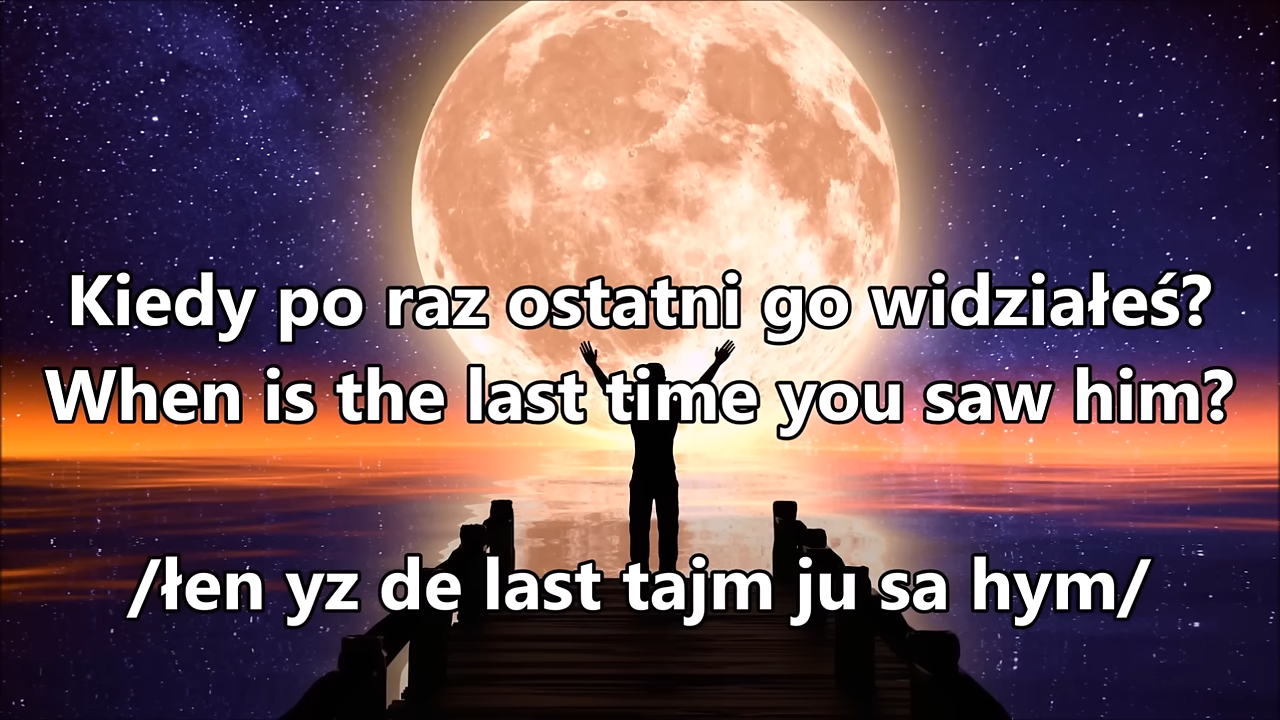 Kiedy po raz ostatni go widziałeś?
When is the last time you saw him?
/łen yz de last tajm ju sa hym/